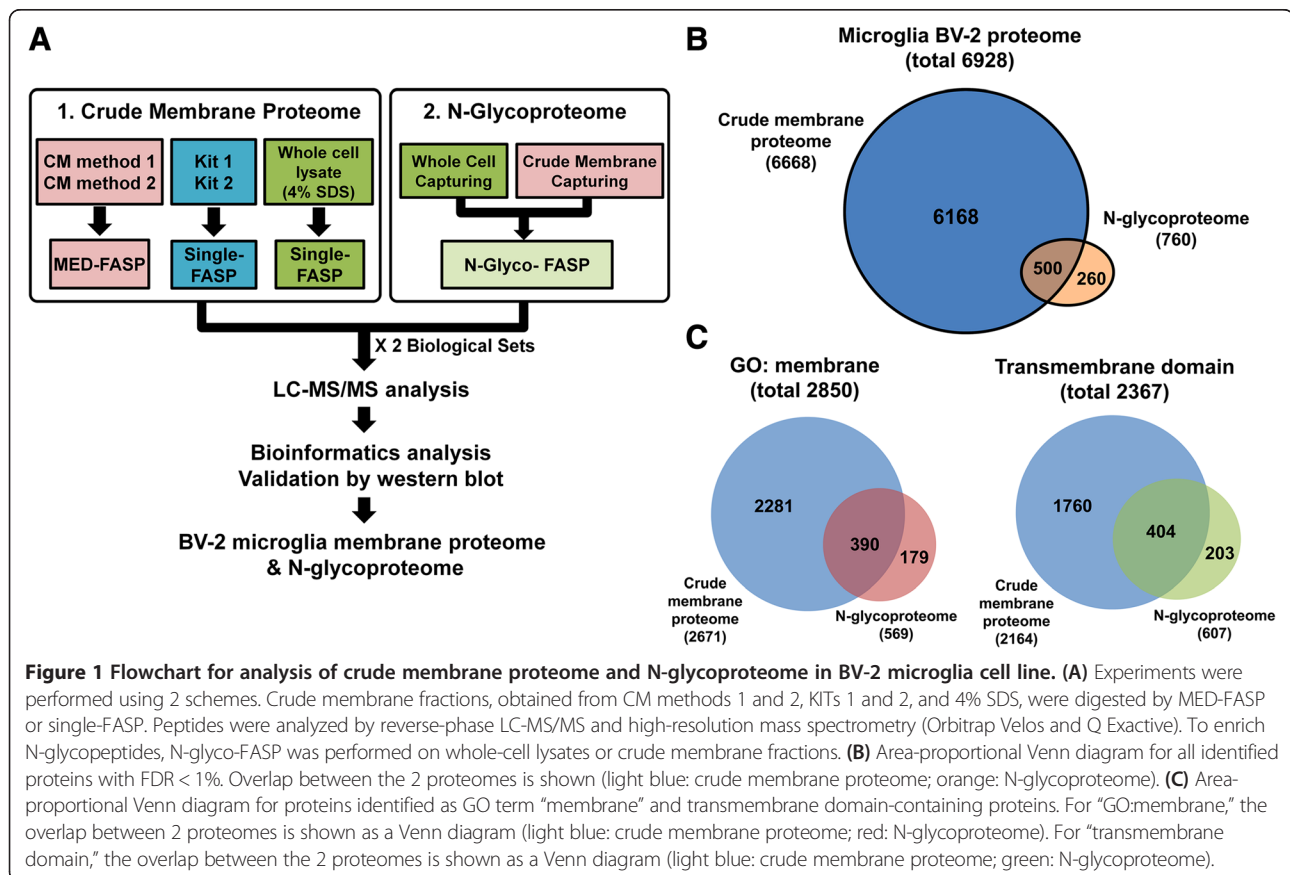 A
1. Crude Membrane Proteome
CM method 1
CM method 2
Kit 1
Kit 2
Whole cell
lysate
(4% SDS)
MED-FASP
Single-
FASP
Single-
FASP
2. N-Glycoproteome
Whole Cell
Capturing
Crude Membrane
Capturing
N-Glyco- FASP
X 2 Biological Sets
LC-MS/MS analysis
Bioinformatics analysis
Validation by western blot
BV-2 microglia membrane proteome
& N-glycoproteome
B
Microglia BV-2 proteome
(total 6928)
Crude membrane
proteome
(6668)
6168
500
260
N-glycoproteome
(760)
C
GO: membrane
(total 2850)
2281
390
179
Crude
membrane
proteome
(2671)
N-glycoproteome
(569)
Transmembrane domain
(total 2367)
1760
404
203
Crude
membrane
proteome
(2164)
N-glycoproteome
(607)
Figure 1 Flowchart for analysis of crude membrane proteome and N-glycoproteome in BV-2 microglia cell line. (A) Experiments were
performed using 2 schemes. Crude membrane fractions, obtained from CM methods 1 and 2, KITs 1 and 2, and 4% SDS, were digested by MED-FASP
or single-FASP. Peptides were analyzed by reverse-phase LC-MS/MS and high-resolution mass spectrometry (Orbitrap Velos and Q Exactive). To enrich
N-glycopeptides, N-glyco-FASP was performed on whole-cell lysates or crude membrane fractions. (B) Area-proportional Venn diagram for all identified
proteins with FDR < 1%. Overlap between the 2 proteomes is shown (light blue: crude membrane proteome; orange: N-glycoproteome). (C) Area-
proportional Venn diagram for proteins identified as GO term “membrane” and transmembrane domain-containing proteins. For “GO:membrane,” the
overlap between 2 proteomes is shown as a Venn diagram (light blue: crude membrane proteome; red: N-glycoproteome). For “transmembrane
domain,” the overlap between the 2 proteomes is shown as a Venn diagram (light blue: crude membrane proteome; green: N-glycoproteome).